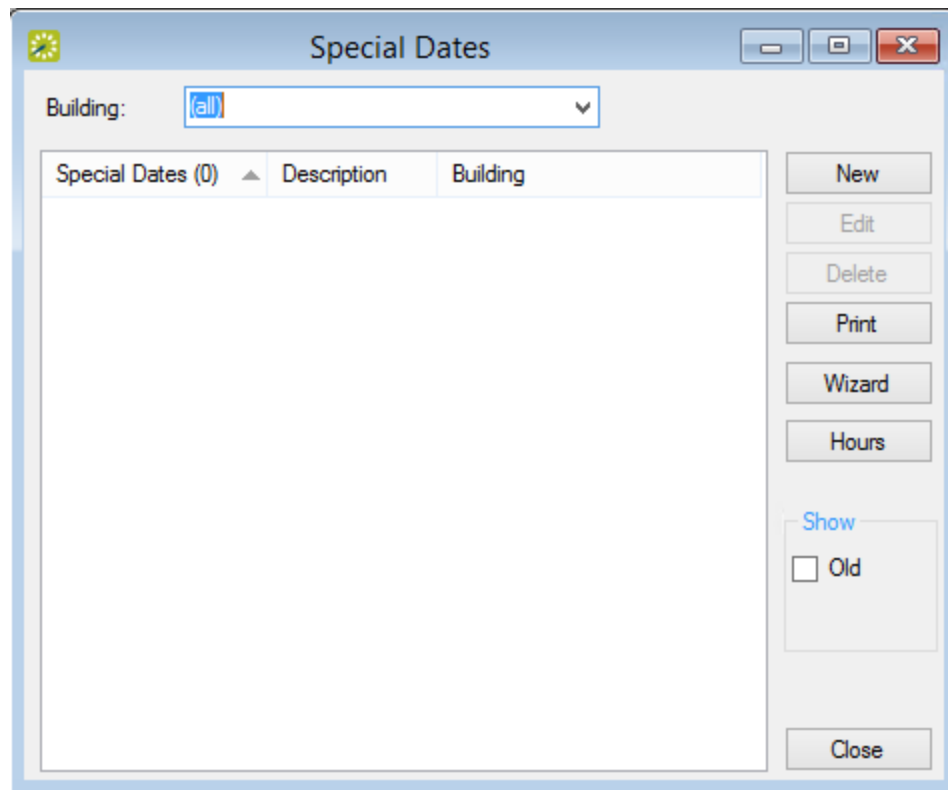 Special Dates
Building: (all)
Special Dates (0) Description Building
New
Edit
Delete
Print
Wizard
Hours
Show
Old
Close